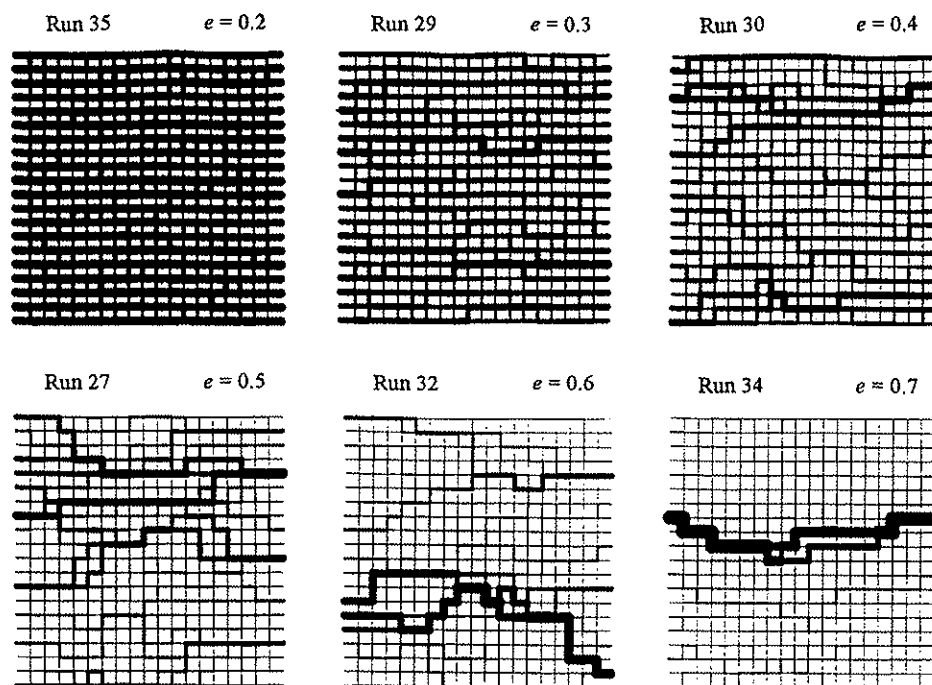 Run 35 e = 0.2 Run 29 e = 0.3 Run 30 e = 0.4
Run 27 e = 0.5 Run 32 e = 0.6 Run 34 e = 0.7